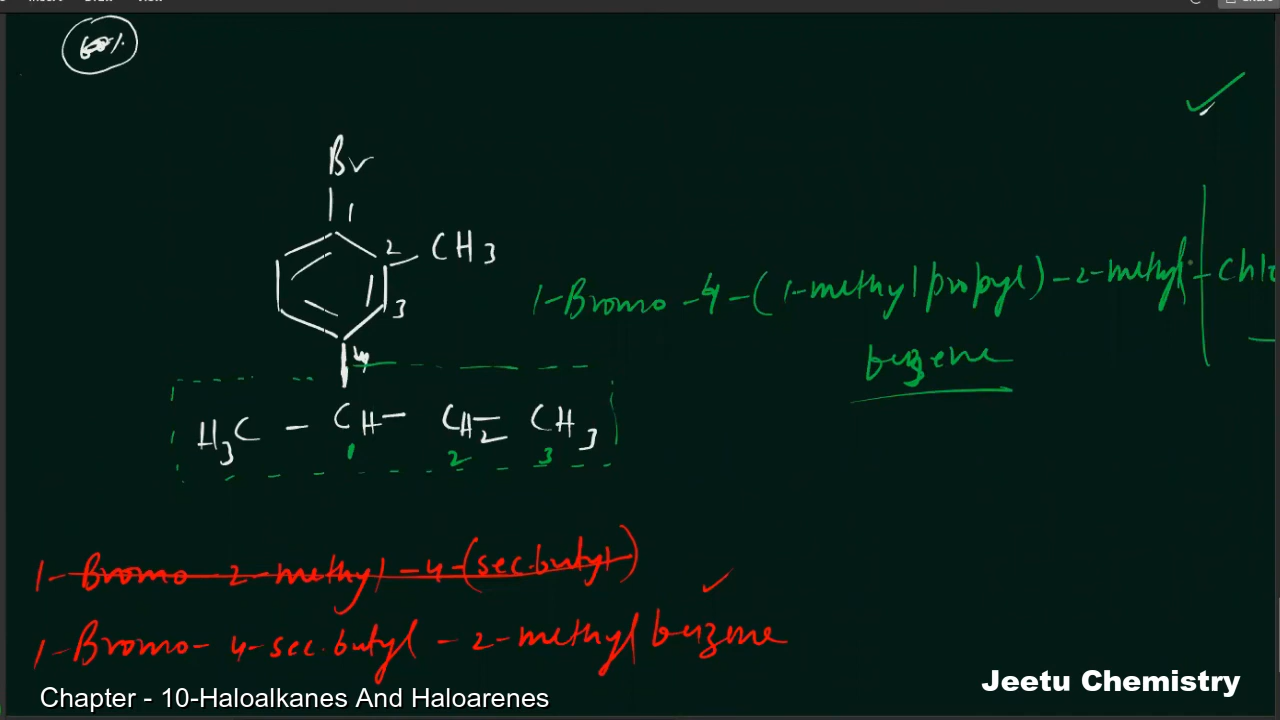 60%
Br
1
2 CH3
3
4
H3C - CH - CH2 - CH3
1 2 3
1-Bromo-4-(1-methylpropyl)-2-methyl
bezene
1-Bromo-2-methyl-4-(sec.butyl)
1-Bromo-4-sec.butyl-2-methyl bezene
Chapter - 10-Haloalkanes And Haloarenes
Jeetu Chemistry